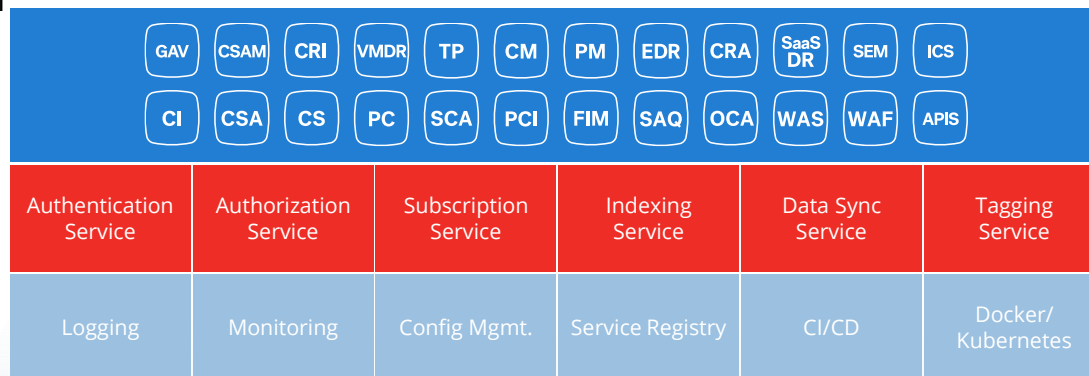 GAV CSAM CRI VMDR TP CM PM EDR CRA SaaS DR SEM ICS
CI CSA CS PC SCA PCI FIM SAQ OCA WAS WAF APIS
Authentication Service
Authorization Service
Subscription Service
Indexing Service
Data Sync Service
Tagging Service
Logging
Monitoring
Config Mgmt.
Service Registry
CI/CD
Docker/
Kubernetes